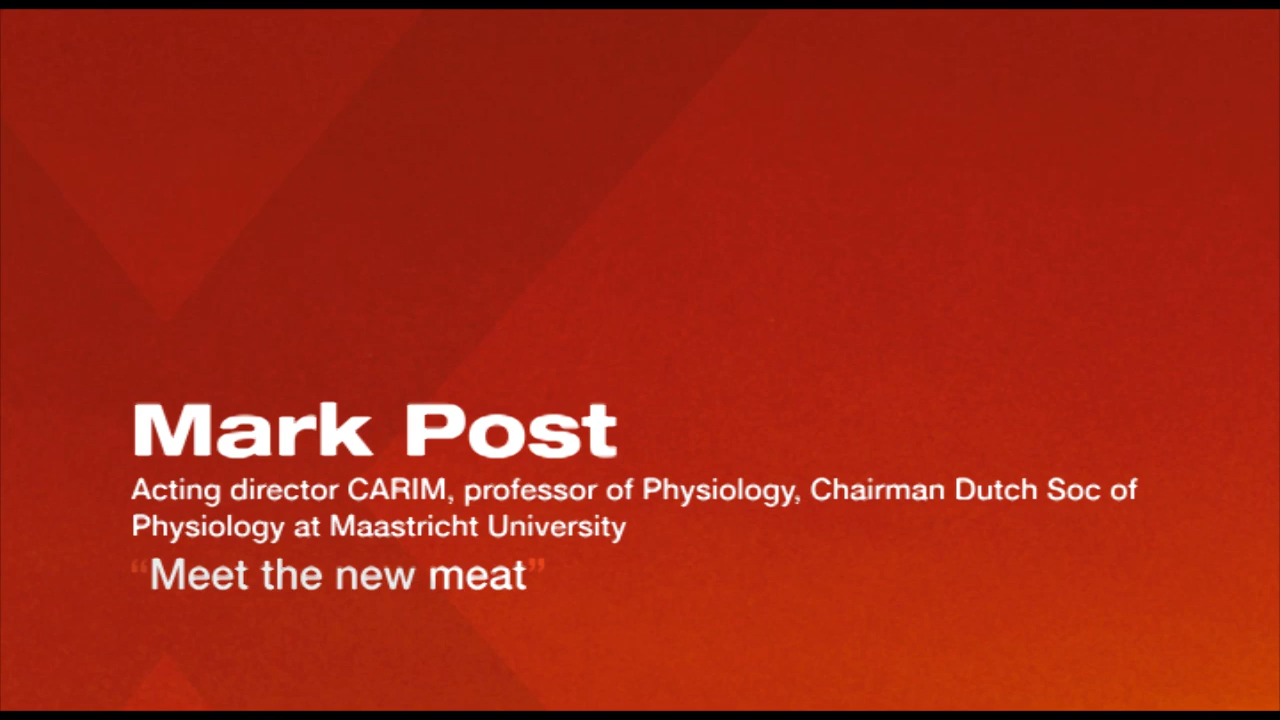 Mark Post
Acting director CARIM, professor of Physiology, Chairman Dutch Soc of
Physiology at Maastricht University
“Meet the new meat”